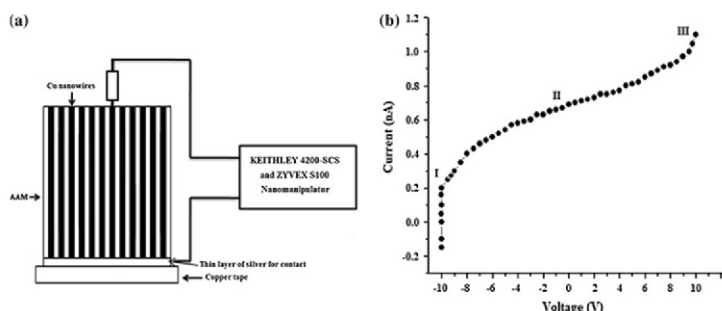 (a)
Cu nanowires
AAM
KEITHLEY 4200-SCS
and ZYVEX S100
Nanomanipulator
Thin layer of silver for contact
Copper tape
(b)
1.2
1.0
0.8
0.6
0.4
0.2
0.0
-0.2
Current (nA)
I
II
III
-10 -8 -6 -4 -2 0 2 4 6 8 10
Voltage (V)